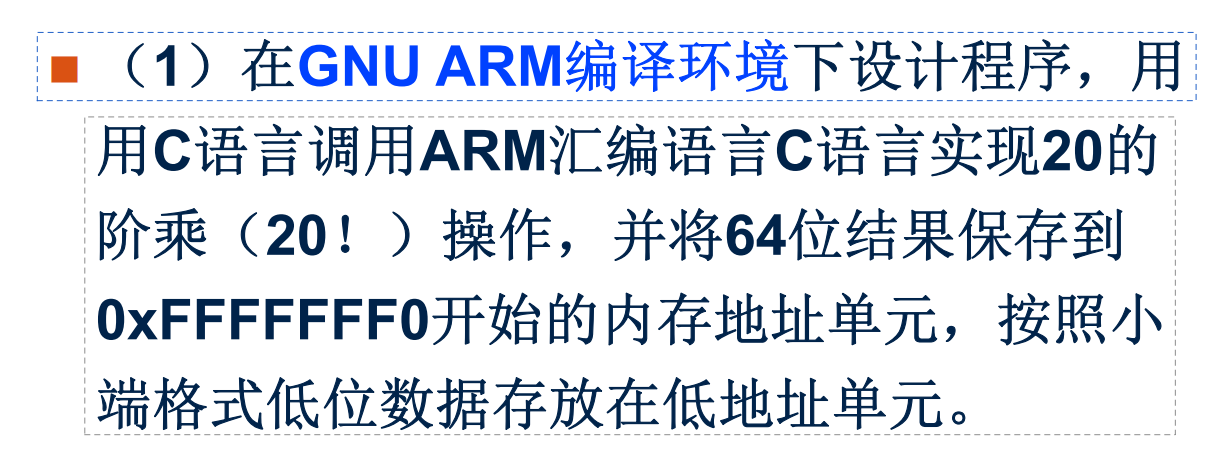 （1）在GNU ARM编译环境下设计程序，用
用C语言调用ARM汇编语言C语言实现20的
阶乘（20！）操作，并将64位结果保存到
0xFFFFFFF0开始的内存地址单元，按照小
端格式低位数据存放在低地址单元。